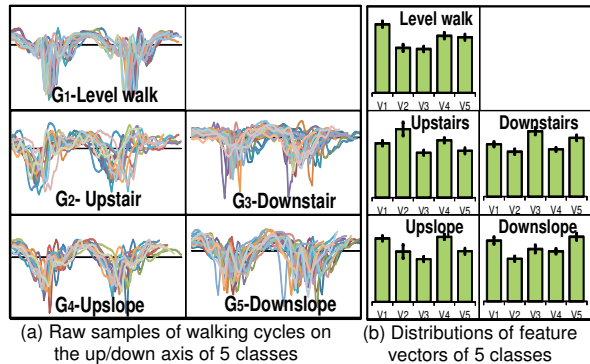 G1-Level walk
G2- Upstair
G3-Downstair
G4-Upslope
G5-Downslope
(a) Raw samples of walking cycles on
the up/down axis of 5 classes
Level walk
V1 V2 V3 V4 V5
Upstairs
V1 V2 V3 V4 V5
Downstairs
V1 V2 V3 V4 V5
Upslope
V1 V2 V3 V4 V5
Downslope
V1 V2 V3 V4 V5
(b) Distributions of feature
vectors of 5 classes